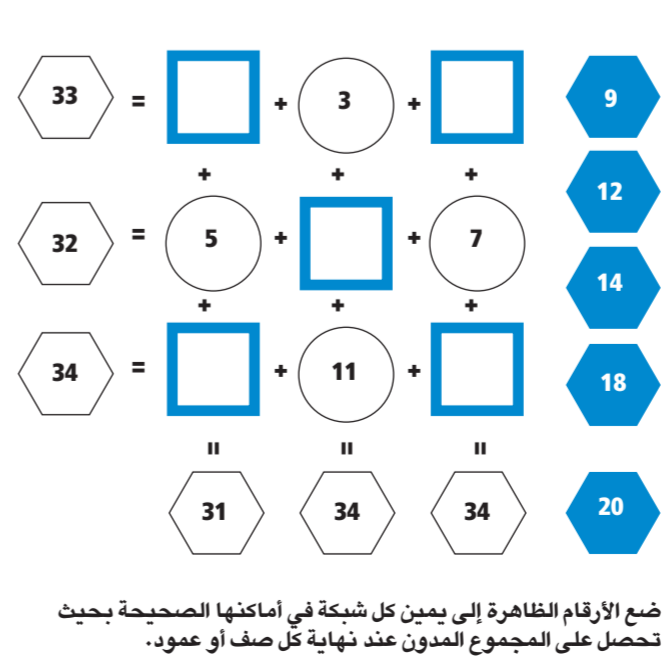 33 = + 3 + 9
+ + +
12
32 = 5 + + 7
+ + +
14
34 = + 11 + 18
= = =
31 34 34 20
ضع الأرقام الظاهرة إلى يمين كل شبكة في أماكنها الصحيحة بحيث
تحصل على المجموع المدون عند نهاية كل صف أو عمود.